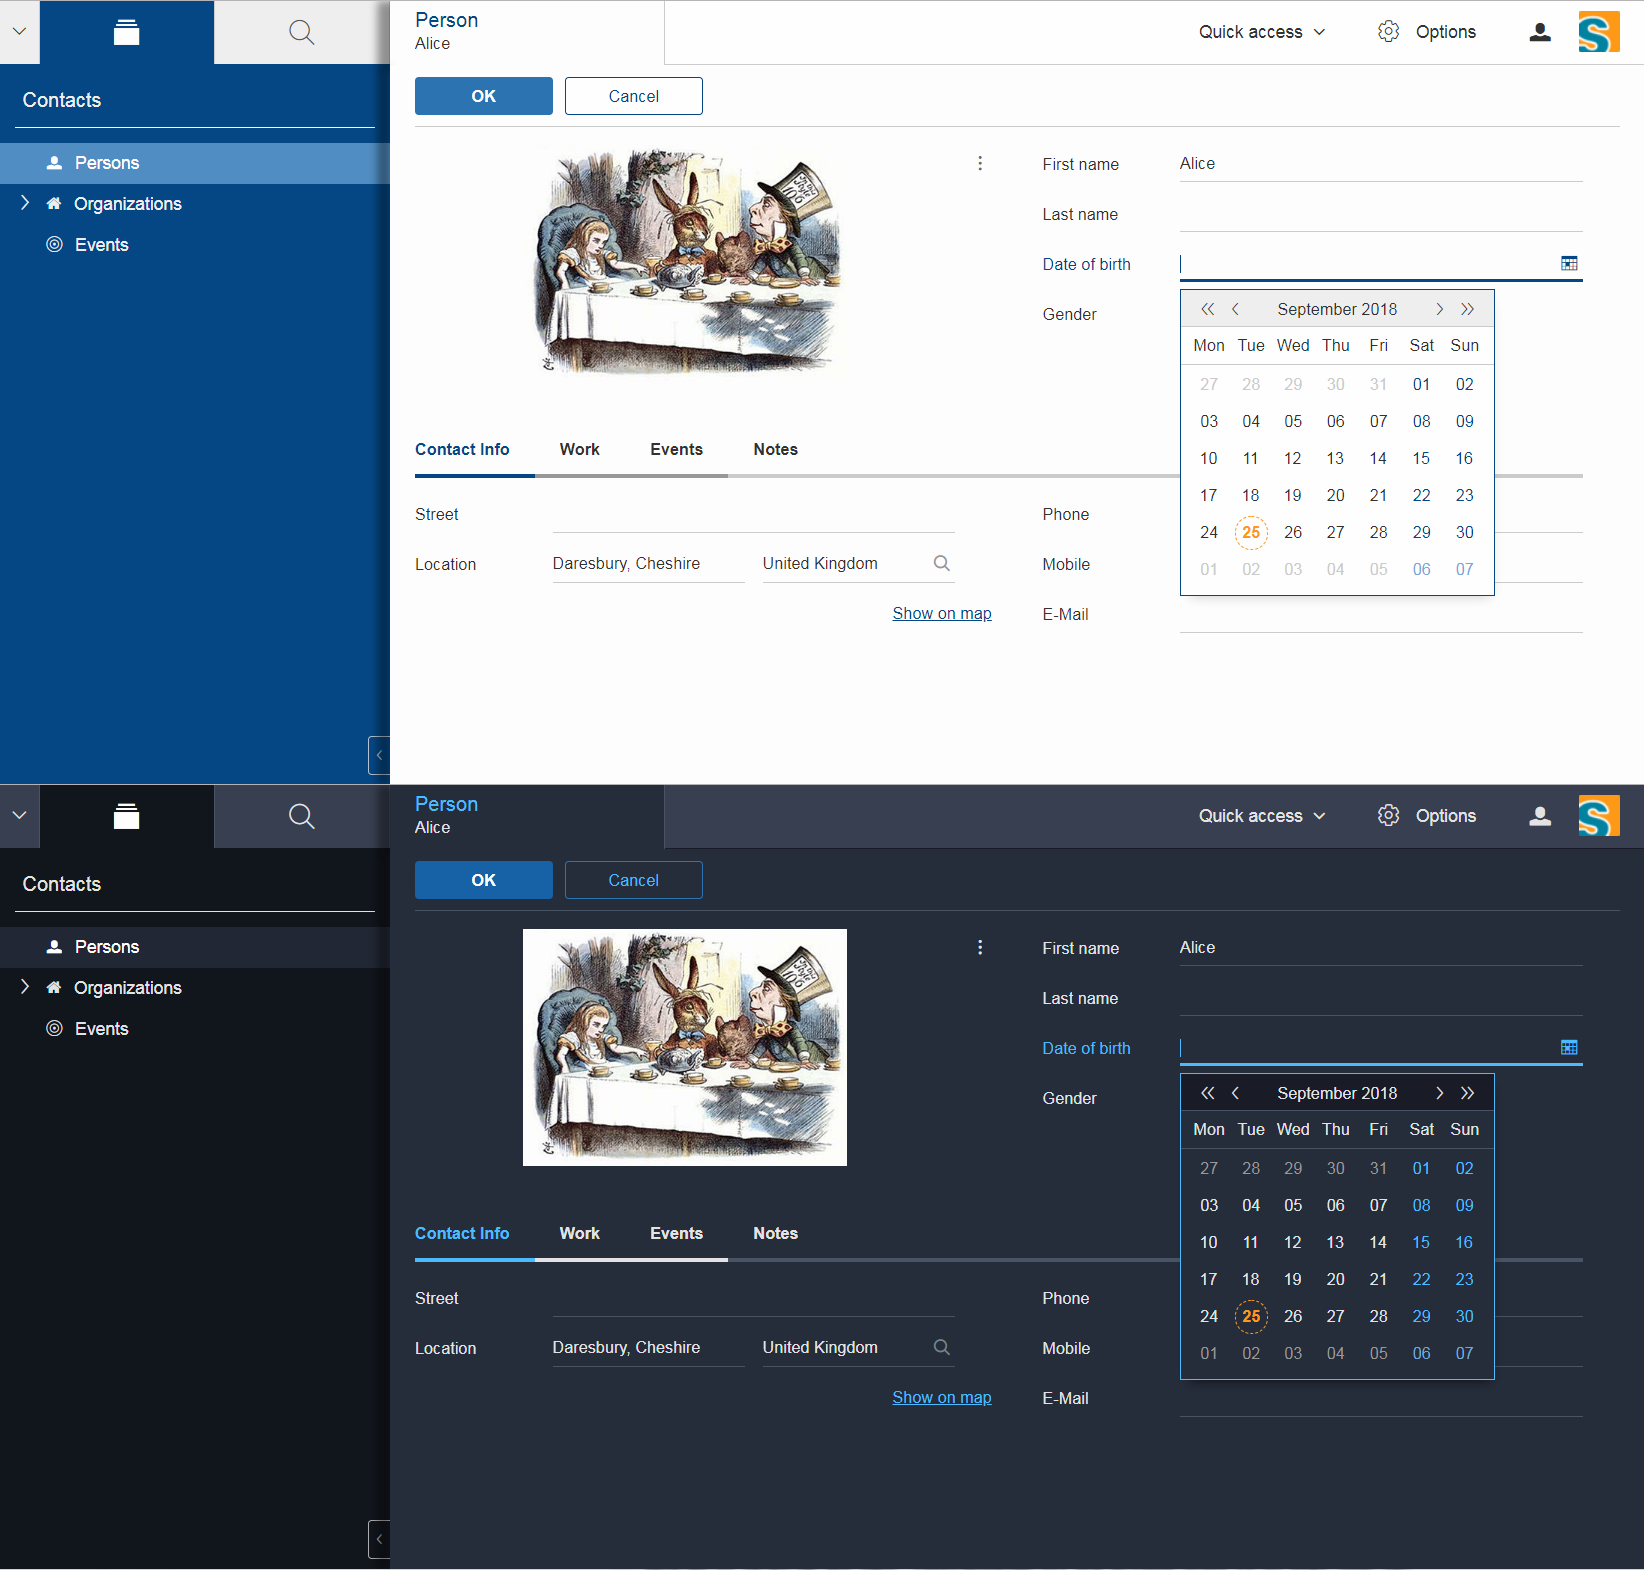 Person
Alice
Quick access
Options
Contacts
OK
Cancel
Persons
Organizations
Events
First name
Alice
Last name
Date of birth
Gender
September 2018
Mon Tue Wed Thu Fri Sat Sun
27 28 29 30 31 01 02
03 04 05 06 07 08 09
10 11 12 13 14 15 16
17 18 19 20 21 22 23
24 25 26 27 28 29 30
01 02 03 04 05 06 07
Contact Info
Work
Events
Notes
Street
Location
Daresbury, Cheshire
United Kingdom
Show on map
Phone
Mobile
E-Mail
Person
Alice
Quick access
Options
Contacts
OK
Cancel
Persons
Organizations
Events
First name
Alice
Last name
Date of birth
Gender
September 2018
Mon Tue Wed Thu Fri Sat Sun
27 28 29 30 31 01 02
03 04 05 06 07 08 09
10 11 12 13 14 15 16
17 18 19 20 21 22 23
24 25 26 27 28 29 30
01 02 03 04 05 06 07
Contact Info
Work
Events
Notes
Street
Location
Daresbury, Cheshire
United Kingdom
Show on map
Phone
Mobile
E-Mail